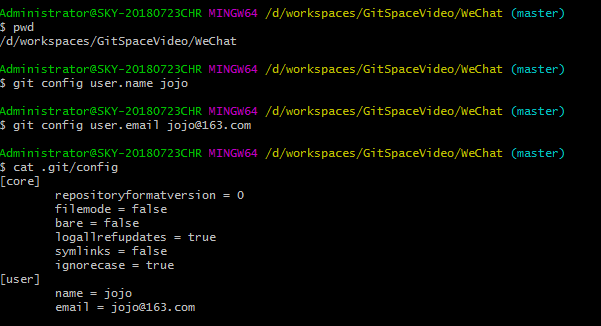 Administrator@SKY-20180723CHR MINGW64 /d/workspaces/GitSpaceVideo/WeChat (master)
$ pwd
/d/workspaces/GitSpaceVideo/WeChat
Administrator@SKY-20180723CHR MINGW64 /d/workspaces/GitSpaceVideo/WeChat (master)
$ git config user.name jojo
Administrator@SKY-20180723CHR MINGW64 /d/workspaces/GitSpaceVideo/WeChat (master)
$ git config user.email jojo@163.com
Administrator@SKY-20180723CHR MINGW64 /d/workspaces/GitSpaceVideo/WeChat (master)
$ cat .git/config
[core]
repositoryformatversion = 0
filemode = false
bare = false
logallrefupdates = true
symlinks = false
ignorecase = true
[user]
name = jojo
email = jojo@163.com